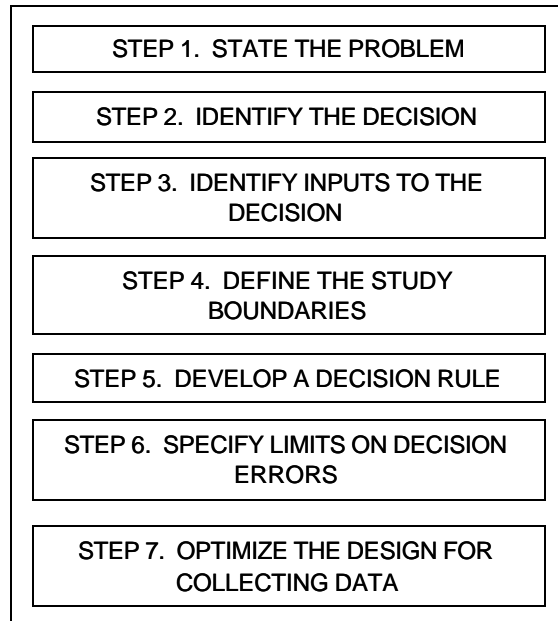 STEP 1. STATE THE PROBLEM
STEP 2. IDENTIFY THE DECISION
STEP 3. IDENTIFY INPUTS TO THE
DECISION
STEP 4. DEFINE THE STUDY
BOUNDARIES
STEP 5. DEVELOP A DECISION RULE
STEP 6. SPECIFY LIMITS ON DECISION
ERRORS
STEP 7. OPTIMIZE THE DESIGN FOR
COLLECTING DATA